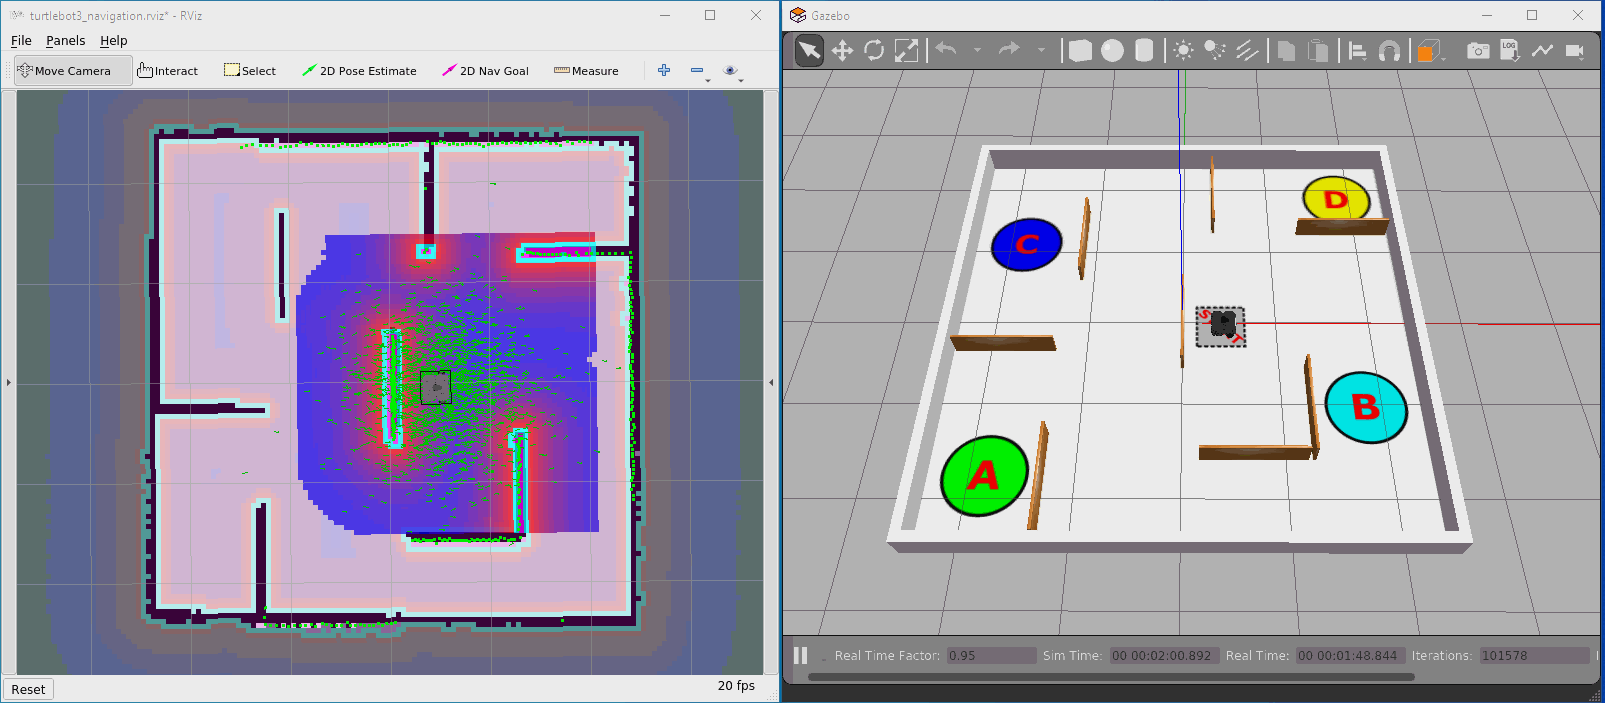 turtlebot3_navigation.rviz* - RViz
File Panels Help
Move Camera Interact Select 2D Pose Estimate 2D Nav Goal Measure
Reset
20 fps
Gazebo
LOG
C
D
A
B
Real Time Factor: 0.95 Sim Time: 00 00:02:00.892 Real Time: 00 00:01:48.844 Iterations: 101578